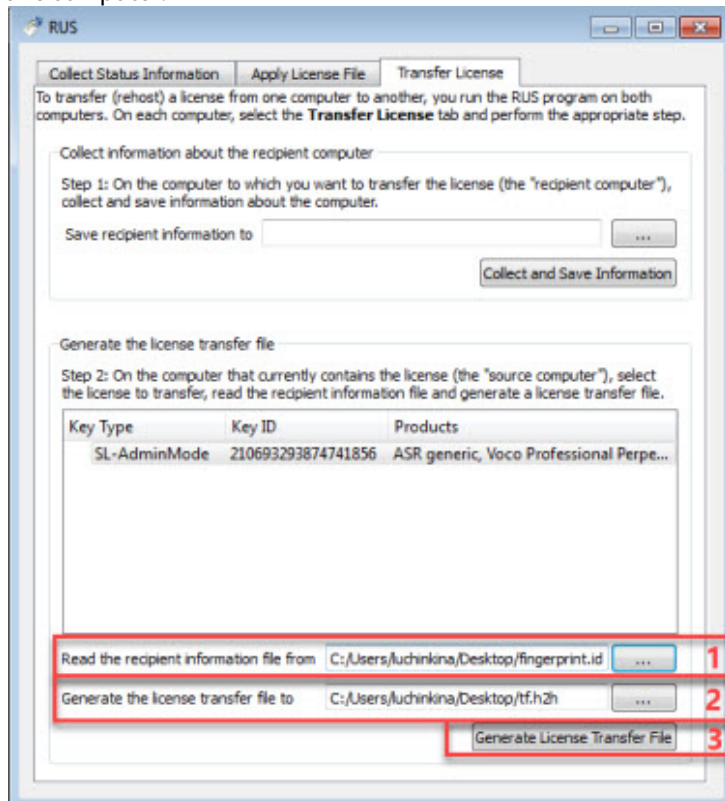 RUS
Collect Status Information Apply License File Transfer License
To transfer (rehost) a license from one computer to another, you run the RUS program on both
computers. On each computer, select the Transfer License tab and perform the appropriate step.
Collect information about the recipient computer
Step 1: On the computer to which you want to transfer the license (the "recipient computer"),
collect and save information about the computer.
Save recipient information to ...
Collect and Save Information
Generate the license transfer file
Step 2: On the computer that currently contains the license (the "source computer"), select
the license to transfer, read the recipient information file and generate a license transfer file.
Key Type Key ID Products
SL-AdminMode 210693293874741856 ASR generic, Voco Professional Perpe...
Read the recipient information file from C:/Users/luchinkina/Desktop/fingerprint.id ... 1
Generate the license transfer file to C:/Users/luchinkina/Desktop/tf.h2h ... 2
Generate License Transfer File 3